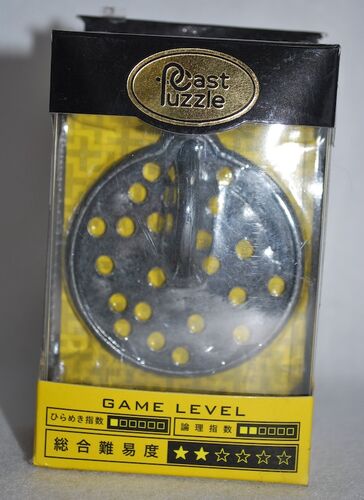 Cast
Puzzle
GAME LEVEL
ひらめき指数 ■□□□□□ 論理指数 ■■□□□□
総合難易度 ★★☆☆☆☆